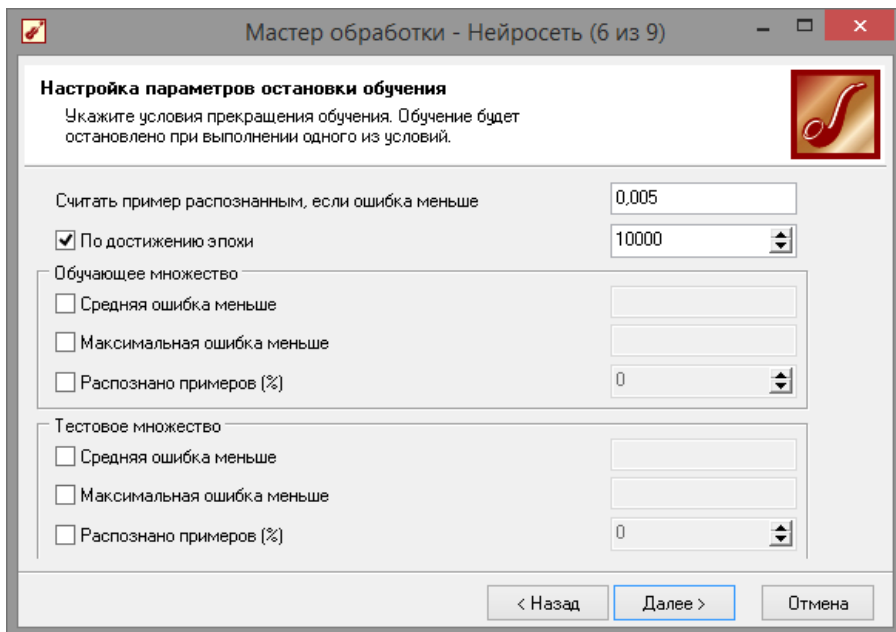 Мастер обработки - Нейросеть (6 из 9)
Настройка параметров остановки обучения
Укажите условия прекращения обучения. Обучение будет
остановлено при выполнении одного из условий.
Считать пример распознанным, если ошибка меньше 0,005
По достижению эпохи 10000
Обучающее множество
Средняя ошибка меньше
Максимальная ошибка меньше
Распознано примеров (%) 0
Тестовое множество
Средняя ошибка меньше
Максимальная ошибка меньше
Распознано примеров (%) 0
< Назад Далее > Отмена